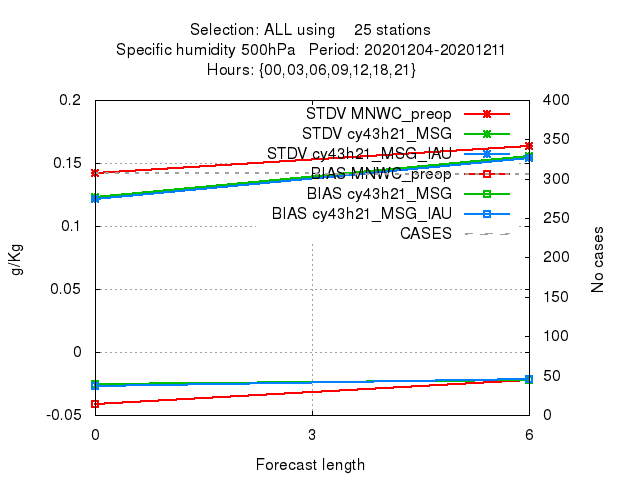 Selection: ALL using 25 stations
Specific humidity 500hPa Period: 20201204-20201211
Hours: {00,03,06,09,12,18,21}
0.2
0.15
0.1
0.05
0
-0.05
g/Kg
STDV MNWC_preop
STDV cy43h21_MSG
STDV cy43h21_MSG_IAU
BIAS MNWC_preop
BIAS cy43h21_MSG
BIAS cy43h21_MSG_IAU
CASES
400
350
300
250
200
150
100
50
0
No cases
0 3 6
Forecast length